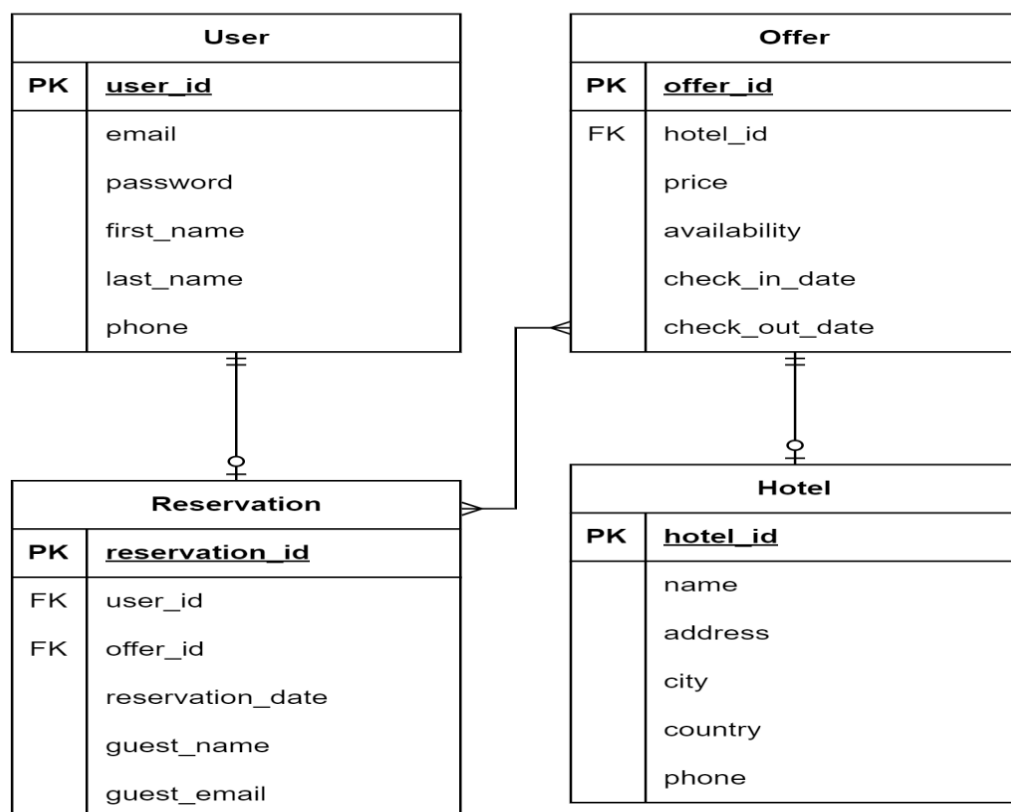 User
PK user_id
email
password
first_name
last_name
phone
Offer
PK offer_id
FK hotel_id
price
availability
check_in_date
check_out_date
Reservation
PK reservation_id
FK user_id
FK offer_id
reservation_date
guest_name
guest_email
Hotel
PK hotel_id
name
address
city
country
phone